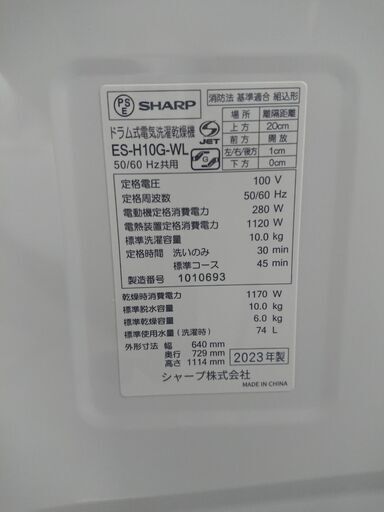 PS
E
SHARP
ドラム式電気洗濯乾燥機
ES-H10G-WL
50/60 Hz共用
S
JET
G
消防法 基準適合 組込形
場所 離隔距離
上方 20cm
前方 開放
左/右/後方 1cm
下方 0cm
定格電圧 100 V
定格周波数 50/60 Hz
電動機定格消費電力 280 W
電熱装置定格消費電力 1120 W
標準洗濯容量 10.0 kg
定格時間 洗いのみ 30 min
標準コース 45 min
製造番号 1010693
乾燥時消費電力 1170 W
標準脱水容量 10.0 kg
標準乾燥容量 6.0 kg
標準使用水量(洗濯時) 74 L
外形寸法 幅 640 mm
奥行 729 mm
高さ 1114 mm
2023年製
シャープ株式会社
MADE IN CHINA